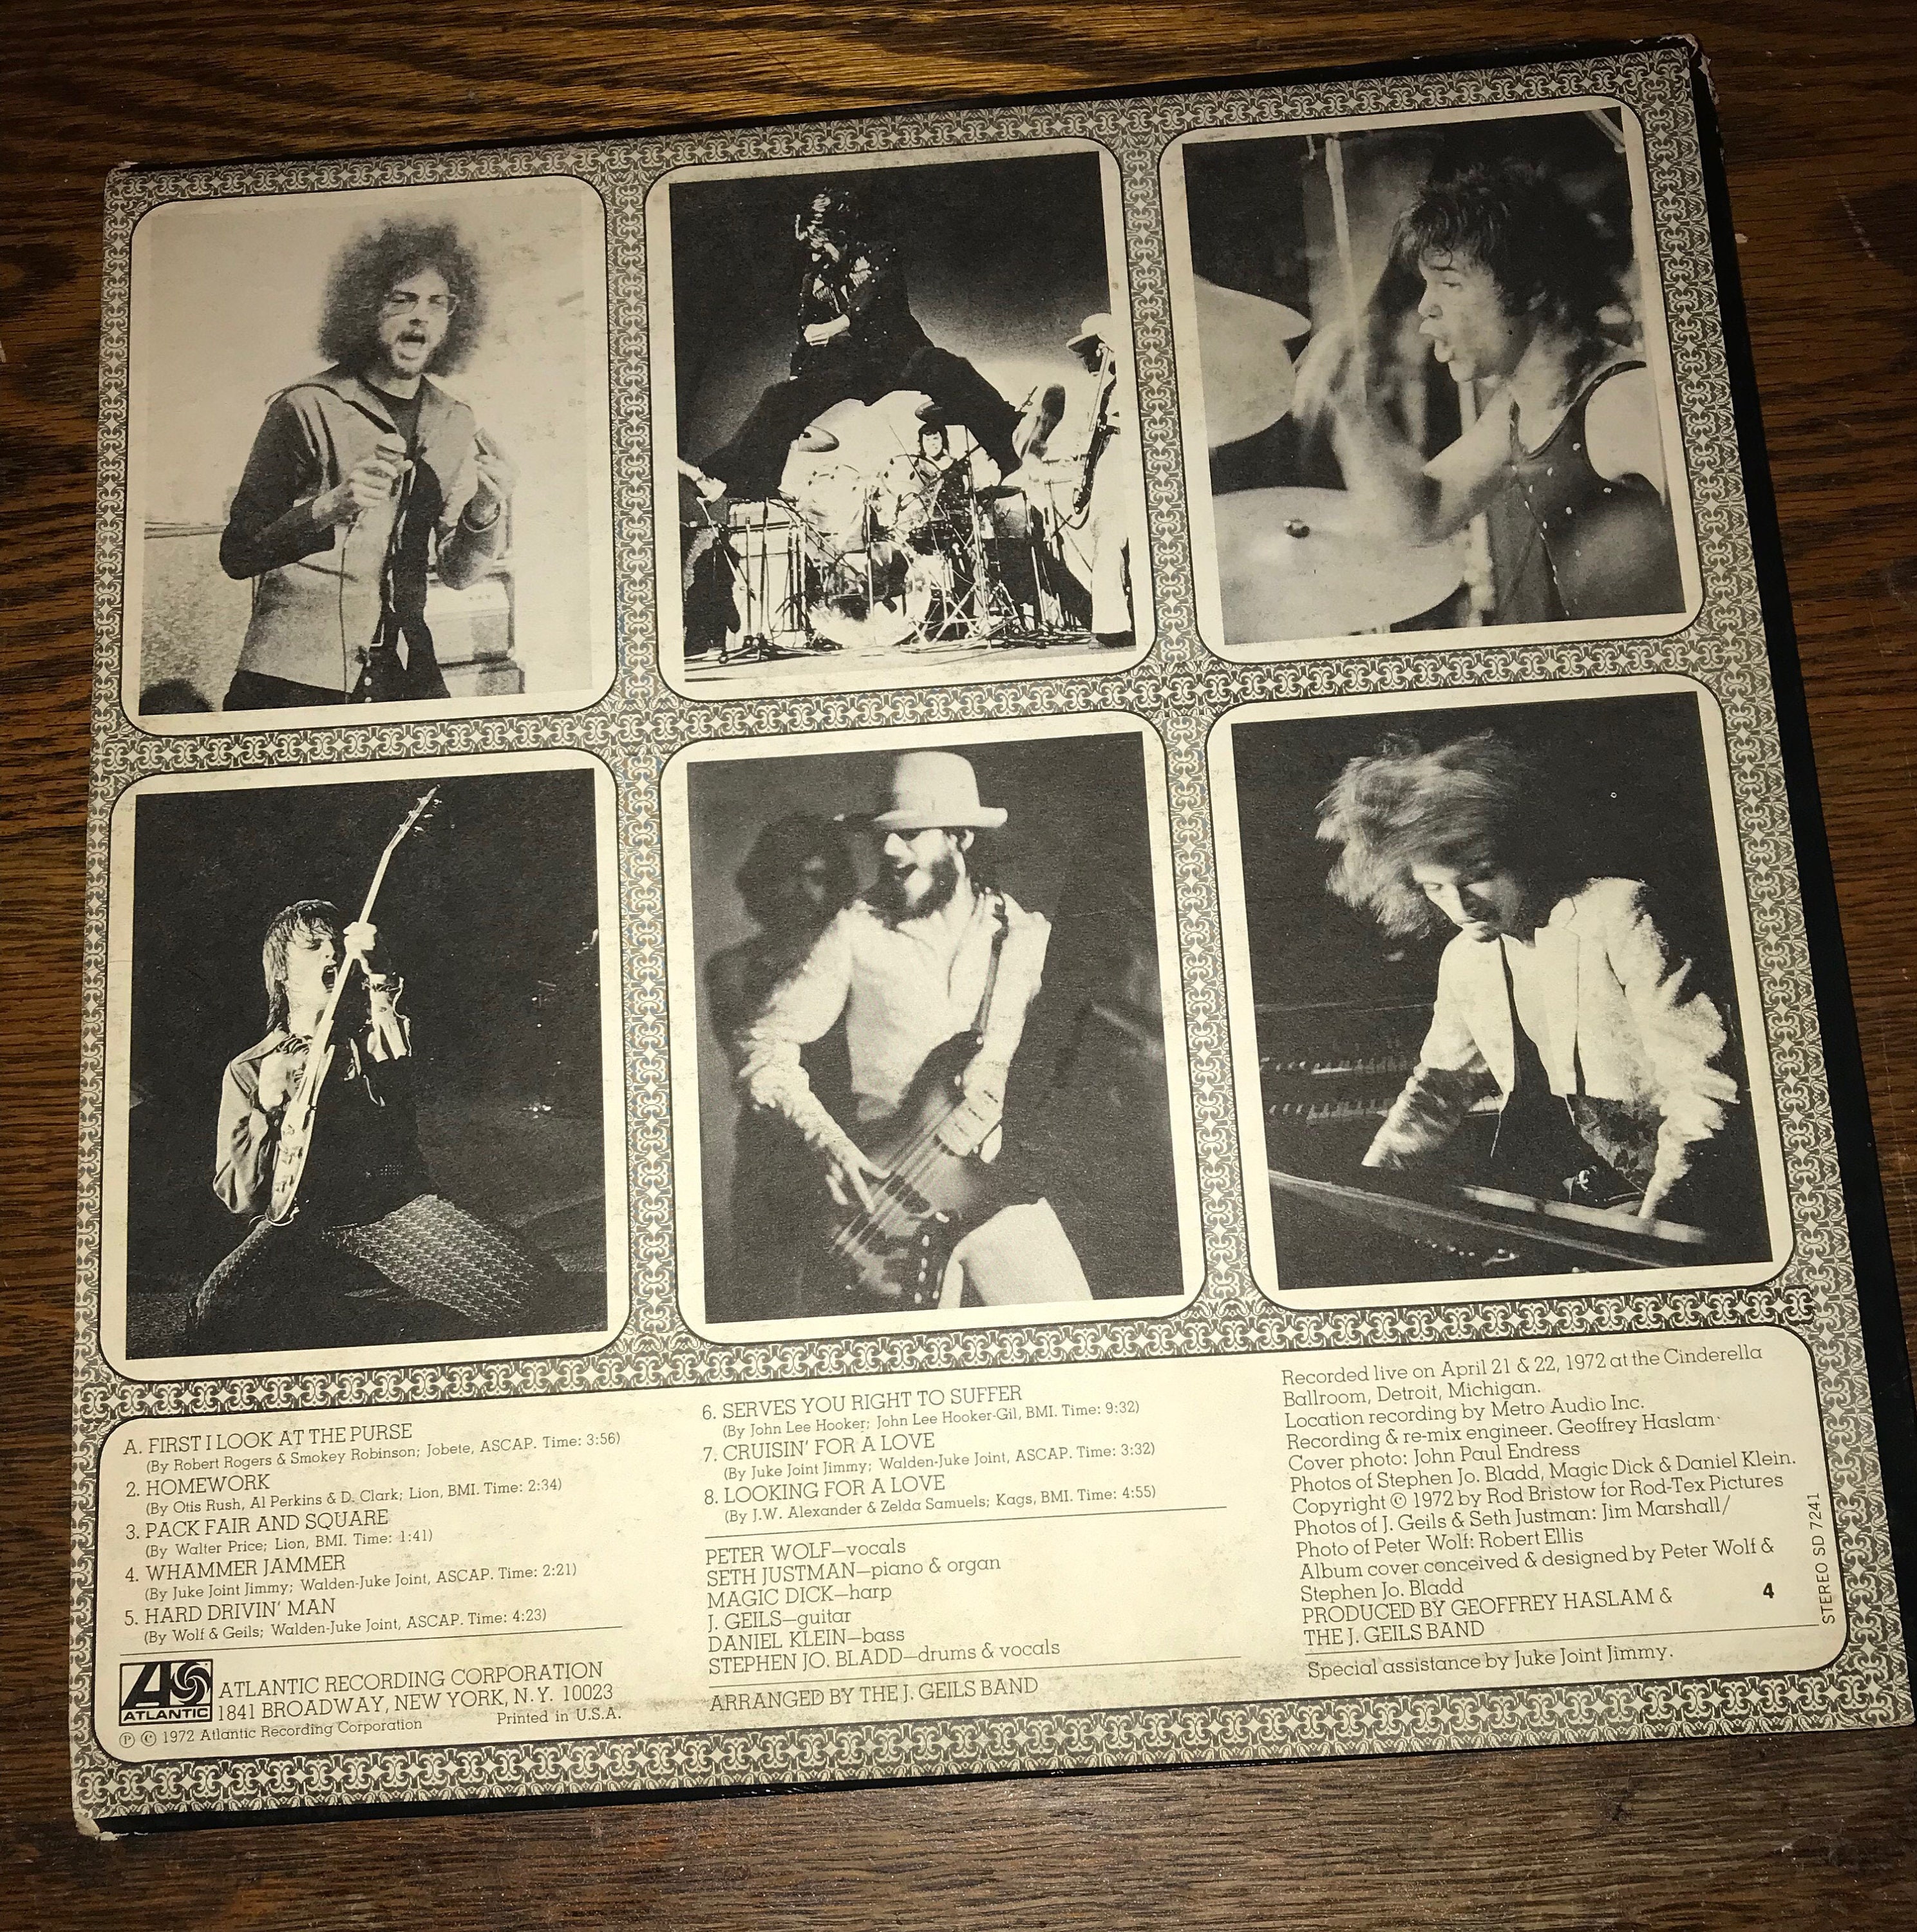 A. FIRST I LOOK AT THE PURSE
(By Robert Rogers & Smokey Robinson; Jobete, ASCAP. Time: 3:56)
2. HOMEWORK
(By Otis Rush, Al Perkins & D. Clark; Lion, BMI. Time: 2:34)
3. PACK FAIR AND SQUARE
(By Walter Price; Lion, BMI. Time: 1:41)
4. WHAMMER JAMMER
(By Juke Joint Jimmy; Walden-Juke Joint, ASCAP. Time: 2:21)
5. HARD DRIVIN' MAN
(By Wolf & Geils; Walden-Juke Joint, ASCAP. Time: 4:23)
ATLANTIC
ATLANTIC RECORDING CORPORATION
1841 BROADWAY, NEW YORK, N.Y. 10023
Ⓟ © 1972 Atlantic Recording Corporation Printed in U.S.A.
6. SERVES YOU RIGHT TO SUFFER
(By John Lee Hooker; John Lee Hooker-Gil, BMI. Time: 9:32)
7. CRUISIN' FOR A LOVE
(By Juke Joint Jimmy; Walden-Juke Joint, ASCAP. Time: 3:32)
8. LOOKING FOR A LOVE
(By J.W. Alexander & Zelda Samuels; Kags, BMI. Time: 4:55)
PETER WOLF—vocals
SETH JUSTMAN—piano & organ
MAGIC DICK—harp
J. GEILS—guitar
DANIEL KLEIN—bass
STEPHEN JO. BLADD—drums & vocals
ARRANGED BY THE J. GEILS BAND
Recorded live on April 21 & 22, 1972 at the Cinderella
Ballroom, Detroit, Michigan.
Location recording by Metro Audio Inc.
Recording & re-mix engineer. Geoffrey Haslam
Cover photo: John Paul Endress
Photos of Stephen Jo. Bladd, Magic Dick & Daniel Klein.
Copyright © 1972 by Rod Bristow for Rod-Tex Pictures
Photos of J. Geils & Seth Justman: Jim Marshall/
Photo of Peter Wolf: Robert Ellis
Album cover conceived & designed by Peter Wolf &
Stephen Jo. Bladd
PRODUCED BY GEOFFREY HASLAM &
THE J. GEILS BAND
4
Special assistance by Juke Joint Jimmy.
STEREO SD 7241